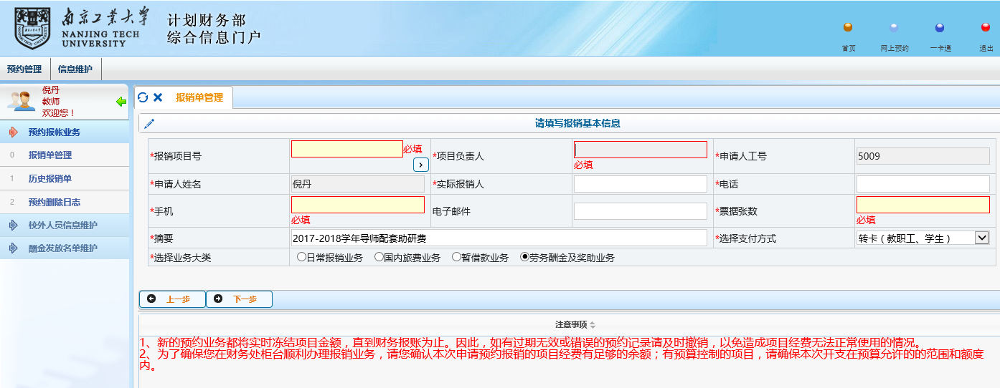 南京工业大学
NANJING TECH
UNIVERSITY
计划财务部
综合信息门户
首页
网上预约
一卡通
退出
预约管理
信息维护
倪丹
教师
欢迎您！
预约报帐业务
0 报销单管理
1 历史报销单
2 预约删除日志
校外人员信息维护
酬金发放名单维护
报销单管理
请填写报销基本信息
*报销项目号 必填
*项目负责人 必填
*申请人工号 5009
*申请人姓名 倪丹
*实际报销人
*电话
*手机 必填
电子邮件
*票据张数 必填
*摘要 2017-2018学年导师配套助研费
*选择支付方式 转卡（教职工、学生）
*选择业务大类 日常报销业务 国内旅费业务 暂借款业务 劳务酬金及奖助业务
上一步 下一步
注意事项
1、新的预约业务都将实时冻结项目金额，直到财务报账为止。因此，如有过期无效或错误的预约记录请及时撤销，以免造成项目经费无法正常使用的情况。
2、为了确保您在财务处柜台顺利办理报销业务，请您确认本次申请预约报销的项目经费有足够的余额；有预算控制的项目，请确保本次开支在预算允许的的范围和额度
内。